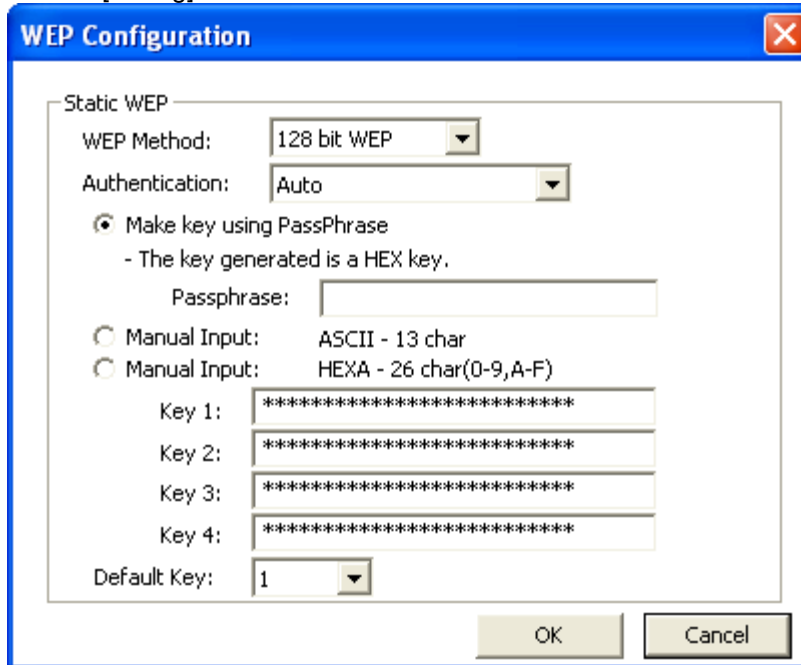 WEP Configuration
Static WEP
WEP Method: 128 bit WEP
Authentication: Auto
Make key using PassPhrase
- The key generated is a HEX key.
Passphrase:
Manual Input: ASCII - 13 char
Manual Input: HEXA - 26 char(0-9,A-F)
Key 1: **************************
Key 2: **************************
Key 3: **************************
Key 4: **************************
Default Key: 1
OK Cancel